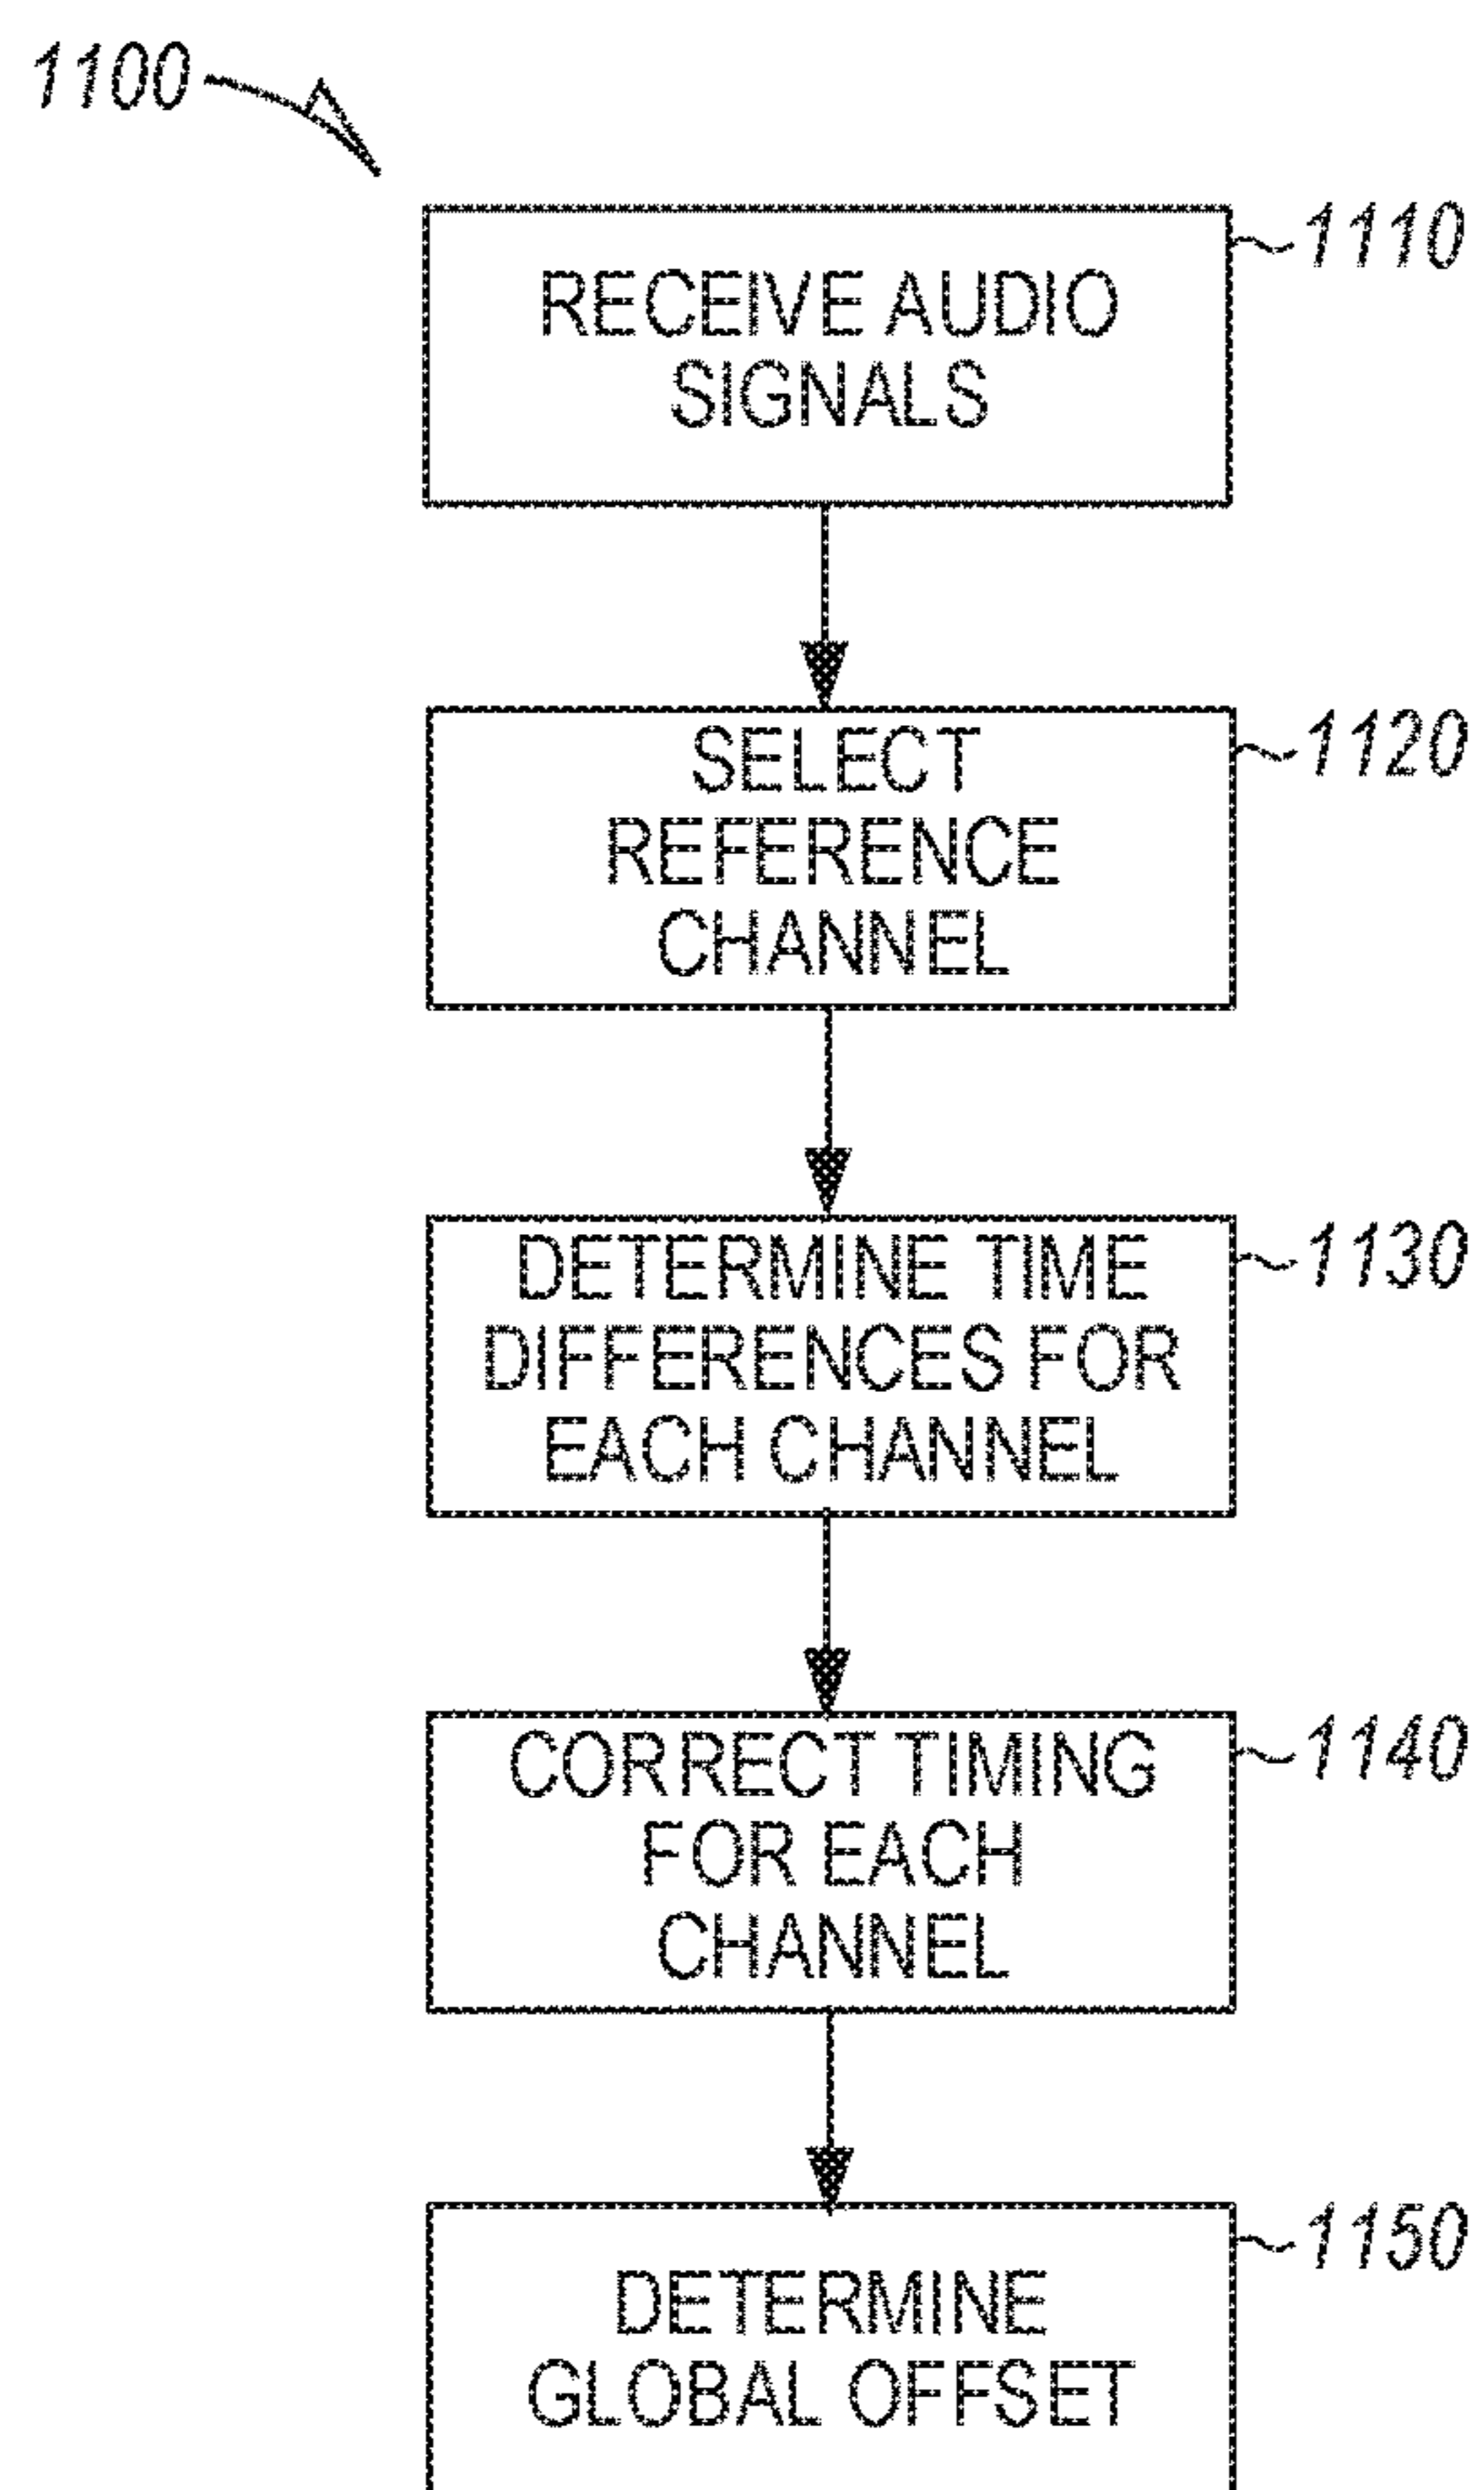 1100
RECEIVE AUDIO
SIGNALS
1110
SELECT
REFERENCE
CHANNEL
1120
DETERMINE TIME
DIFFERENCES FOR
EACH CHANNEL
1130
CORRECT TIMING
FOR EACH
CHANNEL
1140
DETERMINE
GLOBAL OFFSET
1150